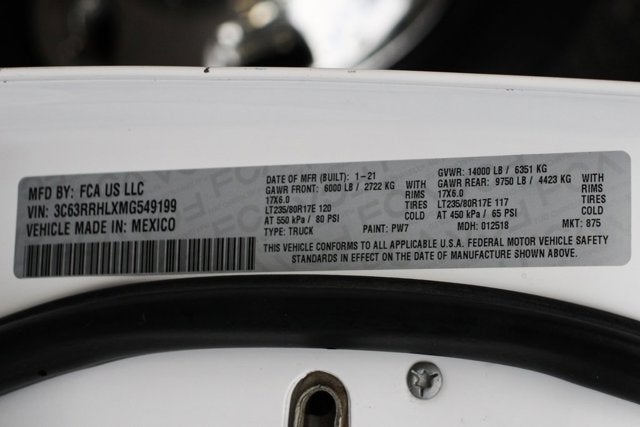 MFD BY: FCA US LLC
VIN: 3C63RRHLXMG549199
VEHICLE MADE IN: MEXICO
DATE OF MFR (BUILT): 1-21
GAWR FRONT: 6000 LB / 2722 KG WITH
17X6.0 RIMS
LT235/80R17E 120 TIRES
AT 550 kPa / 80 PSI COLD
TYPE: TRUCK PAINT: PW7
GVWR: 14000 LB / 6351 KG
GAWR REAR: 9750 LB / 4423 KG WITH
17X6.0 RIMS
LT235/80R17E 117 TIRES
AT 450 kPa / 65 PSI COLD
MDH: 012518 MKT: 875
THIS VEHICLE CONFORMS TO ALL APPLICABLE U.S.A. FEDERAL MOTOR VEHICLE SAFETY
STANDARDS IN EFFECT ON THE DATE OF MANUFACTURE SHOWN ABOVE.